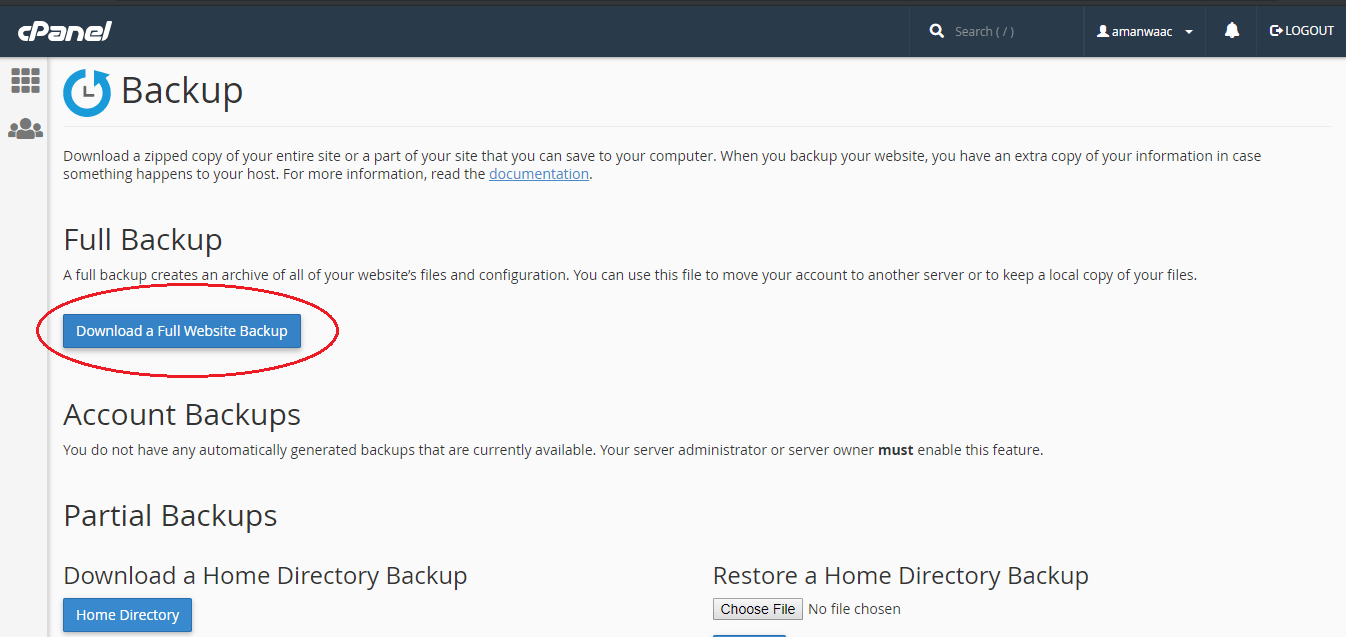 cPanel
Search ( / )
amanwaac
LOGOUT
Backup
Download a zipped copy of your entire site or a part of your site that you can save to your computer. When you backup your website, you have an extra copy of your information in case
something happens to your host. For more information, read the documentation.
Full Backup
A full backup creates an archive of all of your website’s files and configuration. You can use this file to move your account to another server or to keep a local copy of your files.
Download a Full Website Backup
Account Backups
You do not have any automatically generated backups that are currently available. Your server administrator or server owner must enable this feature.
Partial Backups
Download a Home Directory Backup
Home Directory
Restore a Home Directory Backup
Choose File No file chosen